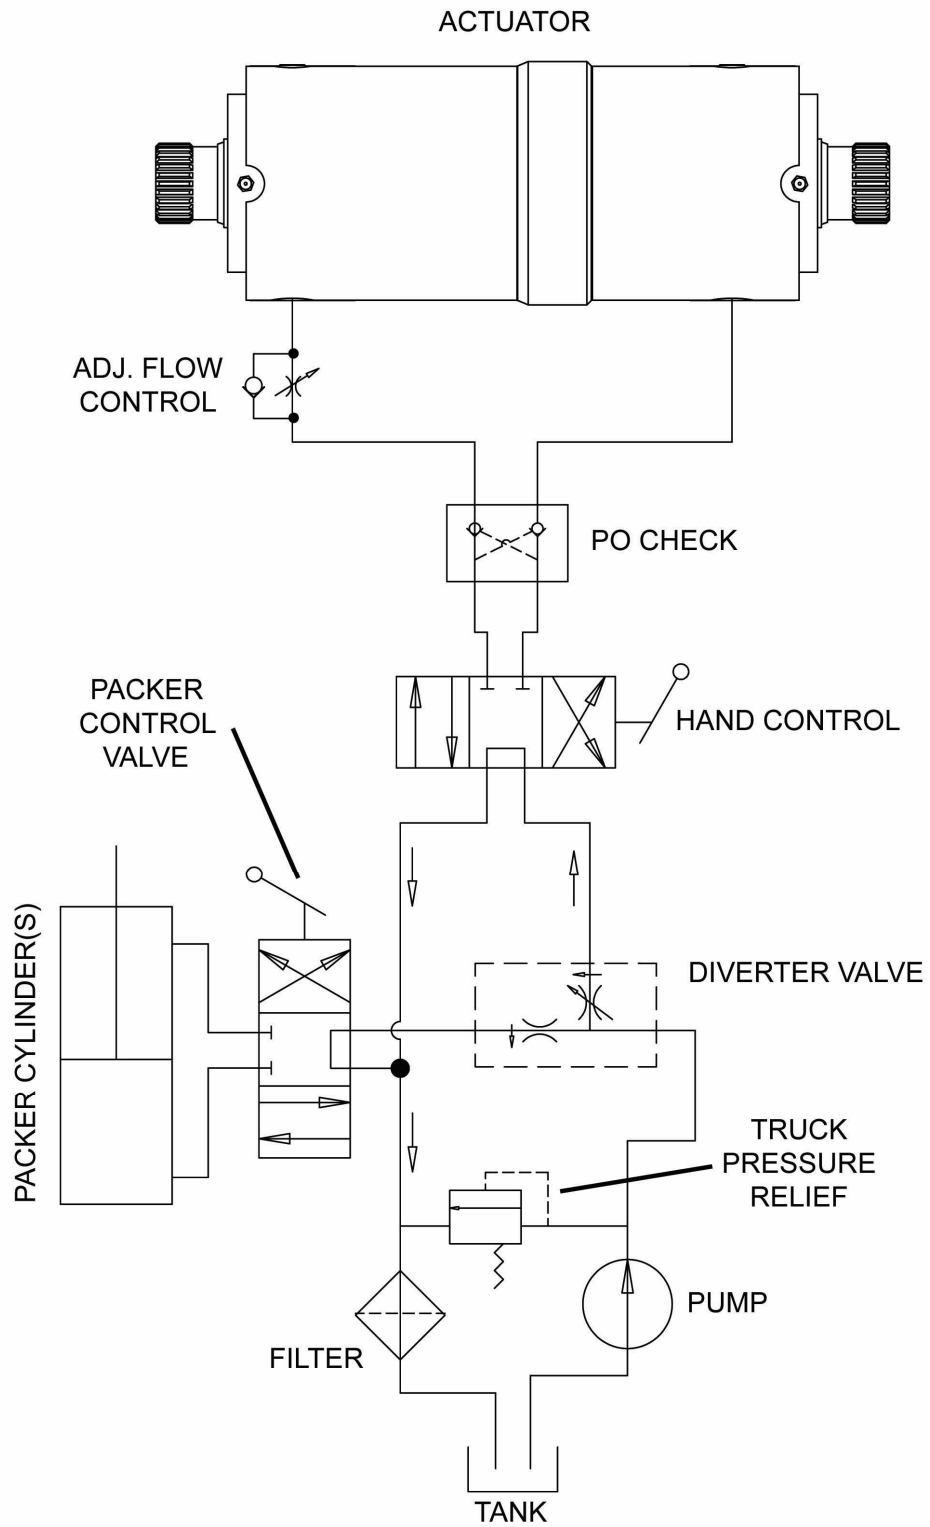 ACTUATOR
ADJ. FLOW
CONTROL
PO CHECK
PACKER
CONTROL
VALVE
HAND CONTROL
PACKER CYLINDER(S)
DIVERTER VALVE
TRUCK
PRESSURE
RELIEF
PUMP
FILTER
TANK